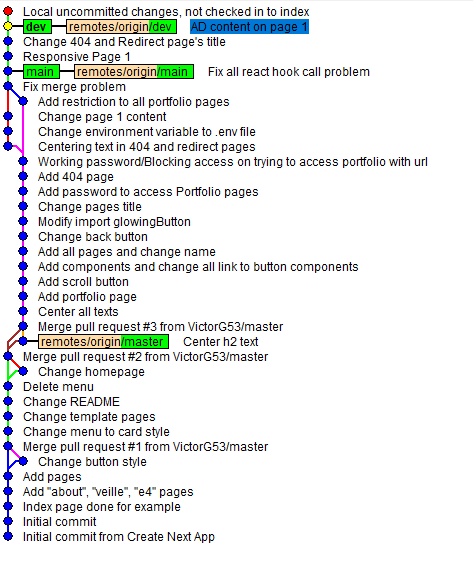 Local uncommitted changes, not checked in to index
dev remotes/origin/dev AD content on page 1
Change 404 and Redirect page's title
Responsive Page 1
main remotes/origin/main Fix all react hook call problem
Fix merge problem
Add restriction to all portfolio pages
Change page 1 content
Change environment variable to .env file
Centering text in 404 and redirect pages
Working password/Blocking access on trying to access portfolio with url
Add 404 page
Add password to access Portfolio pages
Change pages title
Modify import glowingButton
Change back button
Add all pages and change name
Add components and change all link to button components
Add scroll button
Add portfolio page
Center all texts
Merge pull request #3 from VictorG53/master
remotes/origin/master Center h2 text
Merge pull request #2 from VictorG53/master
Change homepage
Delete menu
Change README
Change template pages
Change menu to card style
Merge pull request #1 from VictorG53/master
Change button style
Add pages
Add "about", "veille", "e4" pages
Index page done for example
Initial commit
Initial commit from Create Next App